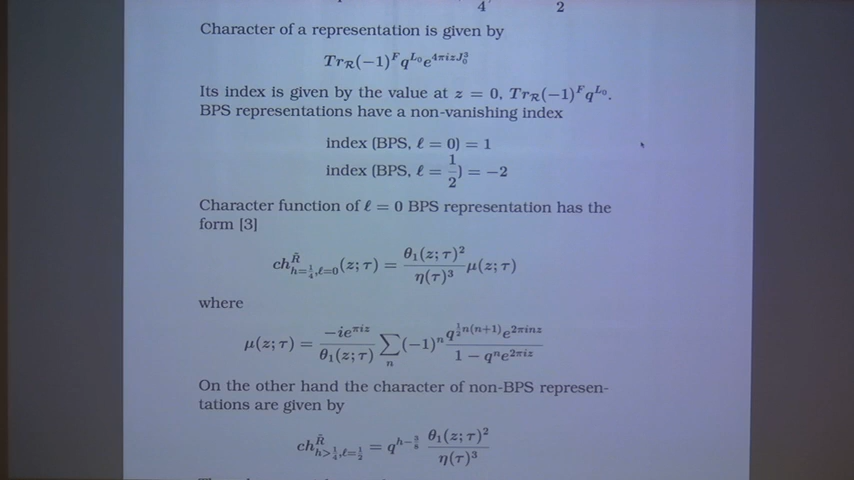 4, 2
Character of a representation is given by
Tr_ℛ(−1)^F q^{L_0} e^{4πizJ_0^3}
Its index is given by the value at z = 0, Tr_ℛ(−1)^F q^{L_0}.
BPS representations have a non-vanishing index
index (BPS, ℓ = 0) = 1
index (BPS, ℓ = 1/2) = −2
Character function of ℓ = 0 BPS representation has the
form [3]
ch^{R̃}_{h=1/4,ℓ=0}(z; τ) = θ_1(z; τ)^2 / η(τ)^3 μ(z; τ)
where
μ(z; τ) = −ie^{πiz} / θ_1(z; τ) ∑_n (−1)^n q^{½n(n+1)} e^{2πinz} / 1 − q^n e^{2πiz}
On the other hand the character of non-BPS represen-
tations are given by
ch^{R̃}_{h>1/4,ℓ=1/2} = q^{h−3/8} θ_1(z; τ)^2 / η(τ)^3